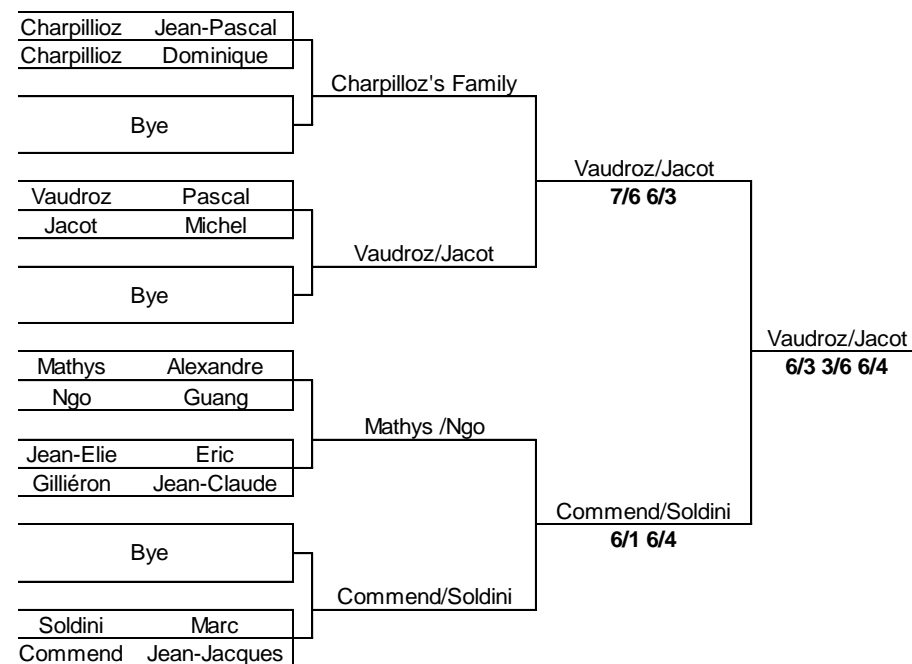 Charpillioz Jean-Pascal
Charpillioz Dominique
Charpilloz's Family
Bye
Vaudroz/Jacot
7/6 6/3
Vaudroz Pascal
Jacot Michel
Vaudroz/Jacot
Bye
Vaudroz/Jacot
6/3 3/6 6/4
Mathys Alexandre
Ngo Guang
Mathys /Ngo
Jean-Elie Eric
Gilliéron Jean-Claude
Commend/Soldini
6/1 6/4
Bye
Commend/Soldini
Soldini Marc
Commend Jean-Jacques